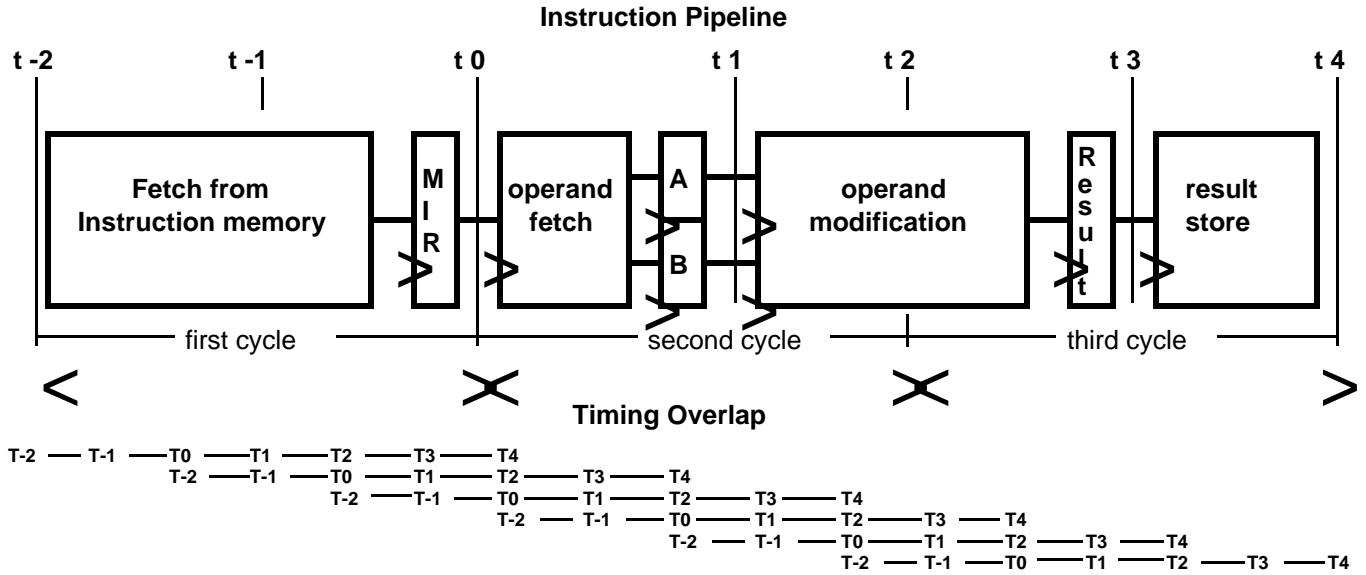 Instruction Pipeline
t -2 t -1 t 0 t 1 t 2 t 3 t 4
Fetch from
Instruction memory
MIR
operand
fetch
A
B
operand
modification
Result
result
store
first cycle second cycle third cycle
Timing Overlap
T-2 T-1 T0 T1 T2 T3 T4
T-2 T-1 T0 T1 T2 T3 T4
T-2 T-1 T0 T1 T2 T3 T4
T-2 T-1 T0 T1 T2 T3 T4
T-2 T-1 T0 T1 T2 T3 T4
T-2 T-1 T0 T1 T2 T3 T4